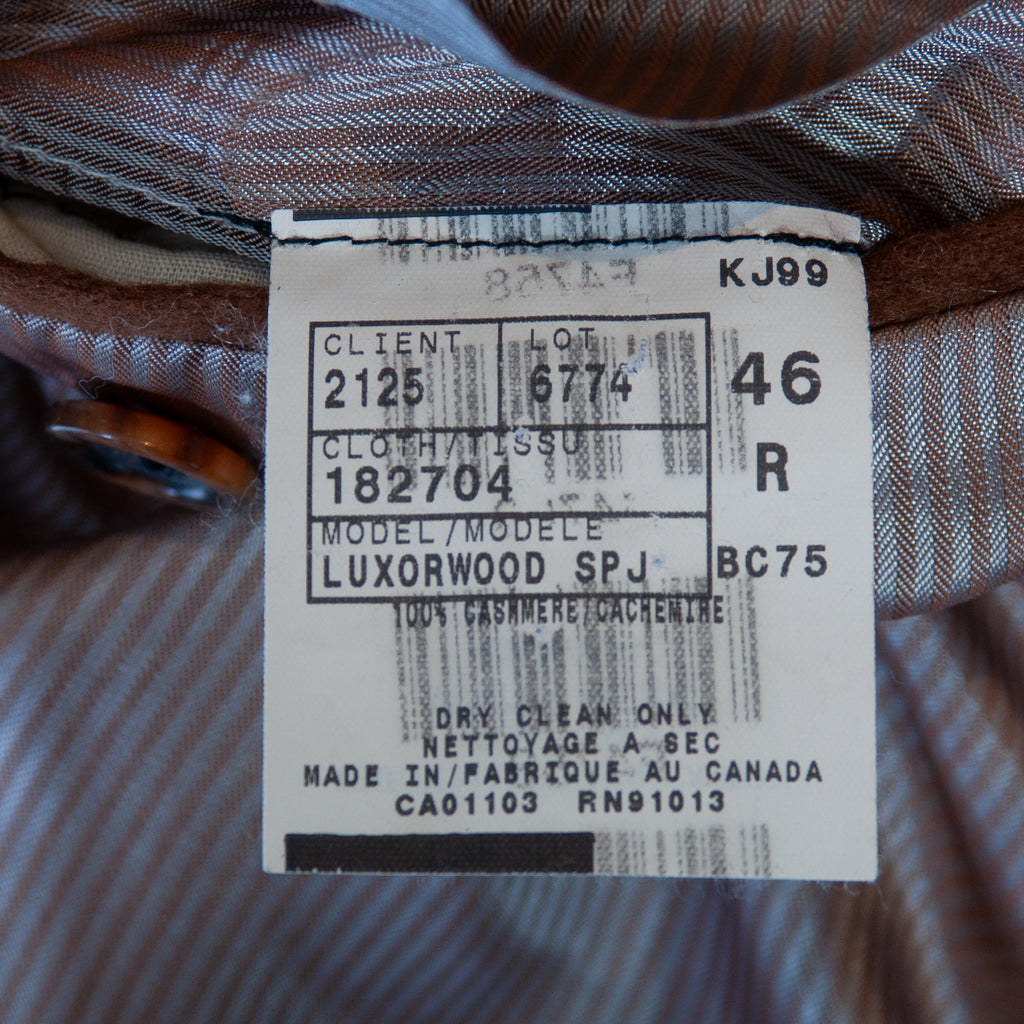 KJ99
CLIENT LOT
2125 6774 46
CLOTH/TISSU
182704 R
MODEL/MODELE
LUXORWOOD SPJ BC75
100% CASHMERE/CACHEMIRE
DRY CLEAN ONLY
NETTOYAGE A SEC
MADE IN/FABRIQUE AU CANADA
CA01103 RN91013